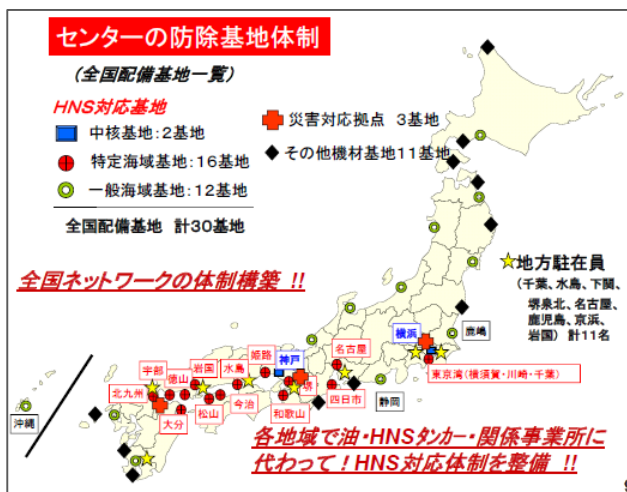 センターの防除基地体制
(全国配備基地一覧)
HNS対応基地
中核基地:2基地
特定海域基地:16基地
一般海域基地:12基地
全国配備基地 計30基地
災害対応拠点 3基地
その他機材基地11基地
全国ネットワークの体制構築 !!
地方駐在員
(千葉、水島、下関、
堺泉北、名古屋、
鹿児島、京浜、
岩国) 計11名
横浜
鹿嶋
名古屋
姫路
神戸
宇部
徳山
岩国
水島
東京湾(横須賀・川崎・千葉)
北九州
堺
四日市
静岡
松山
今治
和歌山
大分
沖縄
各地域で油・HNSタンカー・関係事業所に
代わって!HNS対応体制を整備 !!